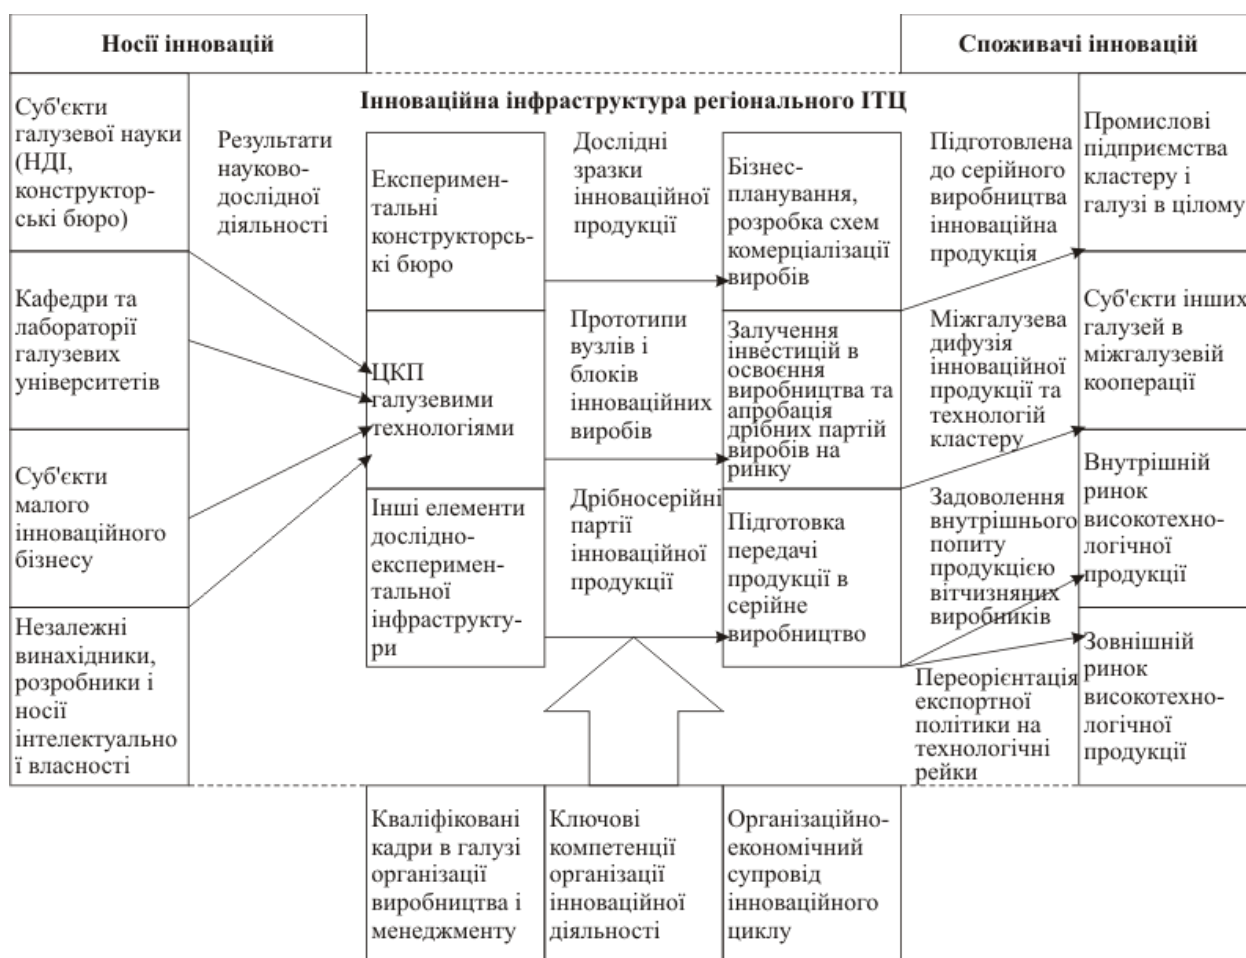 Носії інновацій
Споживачі інновацій
Інноваційна інфраструктура регіонального ІТЦ
Суб'єкти
галузевої науки
(НДІ,
конструктор-
ські бюро)
Кафедри та
лабораторії
галузевих
університетів
Суб'єкти
малого
інноваційного
бізнесу
Незалежні
винахідники,
розробники і
носії
інтелектуально
ї власності
Результати
науково-
дослідної
діяльності
Эксперимен-
тальні
конструкторсь-
кі бюро
ЦКП
галузевими
технологіями
Інші елементи
дослідно-
эксперимен-
тальної
інфраструкту-
ри
Дослідні
зразки
інноваційної
продукції
Прототипи
вузлів і
блоків
інноваційних
виробів
Дрібносерійні
партії
інноваційної
продукції
Бізнес-
планування,
розробка схем
комерціалізації
виробів
Залучення
інвестицій в
освоєння
виробництва та
апробація
дрібних партій
виробів на
ринку
Підготовка
передачі
продукції в
серійне
виробництво
Підготовлена
до серійного
виробництва
інноваційна
продукція
Міжгалузева
дифузія
інноваційної
продукції та
технологій
кластеру
Задоволення
внутрішнього
попиту
продукцією
вітчизняних
виробників
Переорієнтація
експортної
політики на
технологічні
рейки
Промислові
підприємства
кластеру і
галузі в цілому
Суб'єкти інших
галузей в
міжгалузевій
кооперації
Внутрішній
ринок
високотехно-
логічної
продукції
Зовнішній
ринок
високотехно-
логічної
продукції
Кваліфіковані
кадри в галузі
організації
виробництва і
менеджменту
Ключові
компетенції
організації
інноваційної
діяльності
Організаційно-
економічний
супровід
інноваційного
циклу